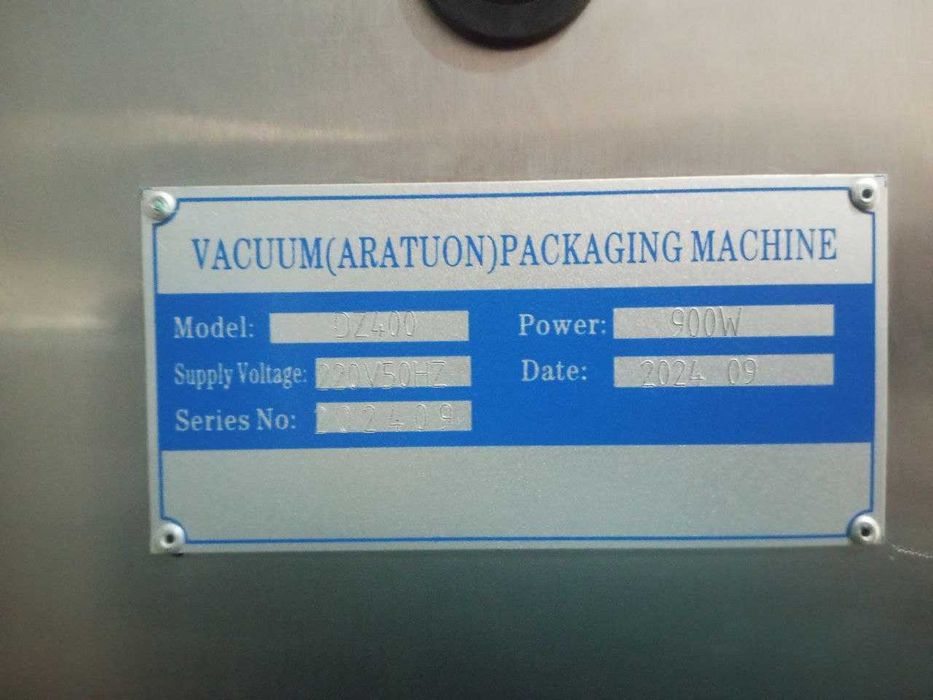 VACUUM(ARATUON)PACKAGING MACHINE
Model: DZ400 Power: 900W
Supply Voltage: 220V50HZ Date: 2024 09
Series No: 202409